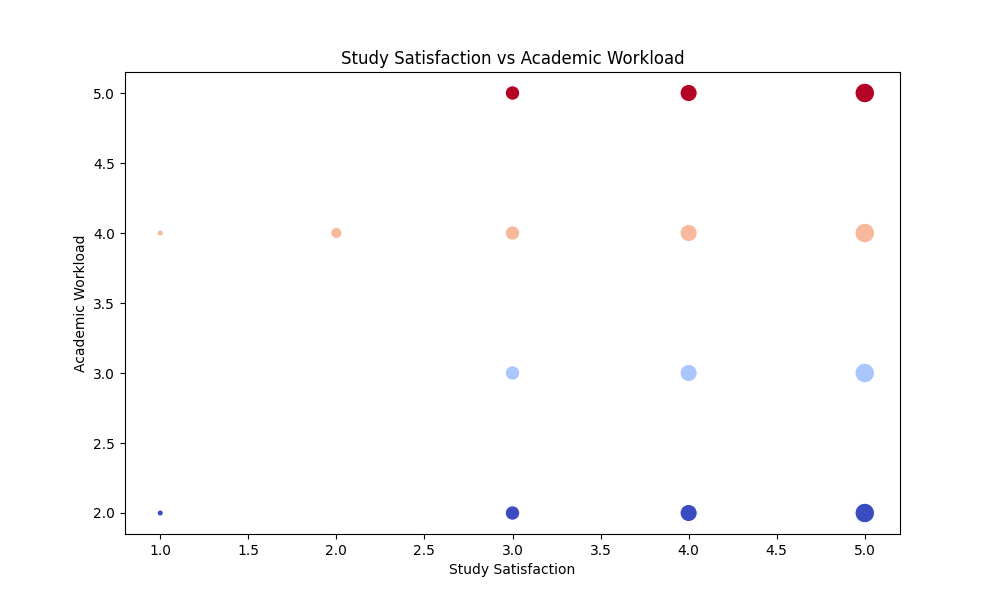 Study Satisfaction vs Academic Workload
5.0
4.5
4.0
3.5
3.0
2.5
2.0
Academic Workload
1.0 1.5 2.0 2.5 3.0 3.5 4.0 4.5 5.0
Study Satisfaction